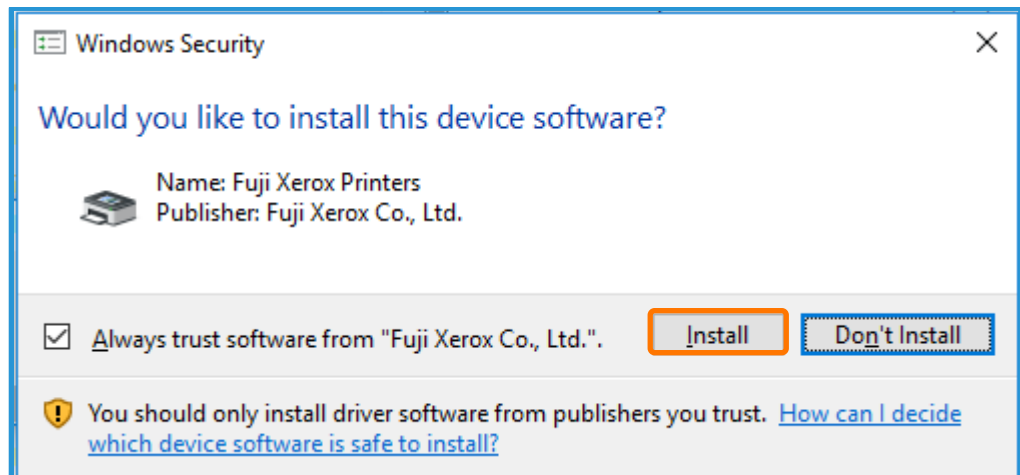 Windows Security
Would you like to install this device software?
Name: Fuji Xerox Printers
Publisher: Fuji Xerox Co., Ltd.
Always trust software from "Fuji Xerox Co., Ltd.".
Install
Don't Install
You should only install driver software from publishers you trust. How can I decide
which device software is safe to install?